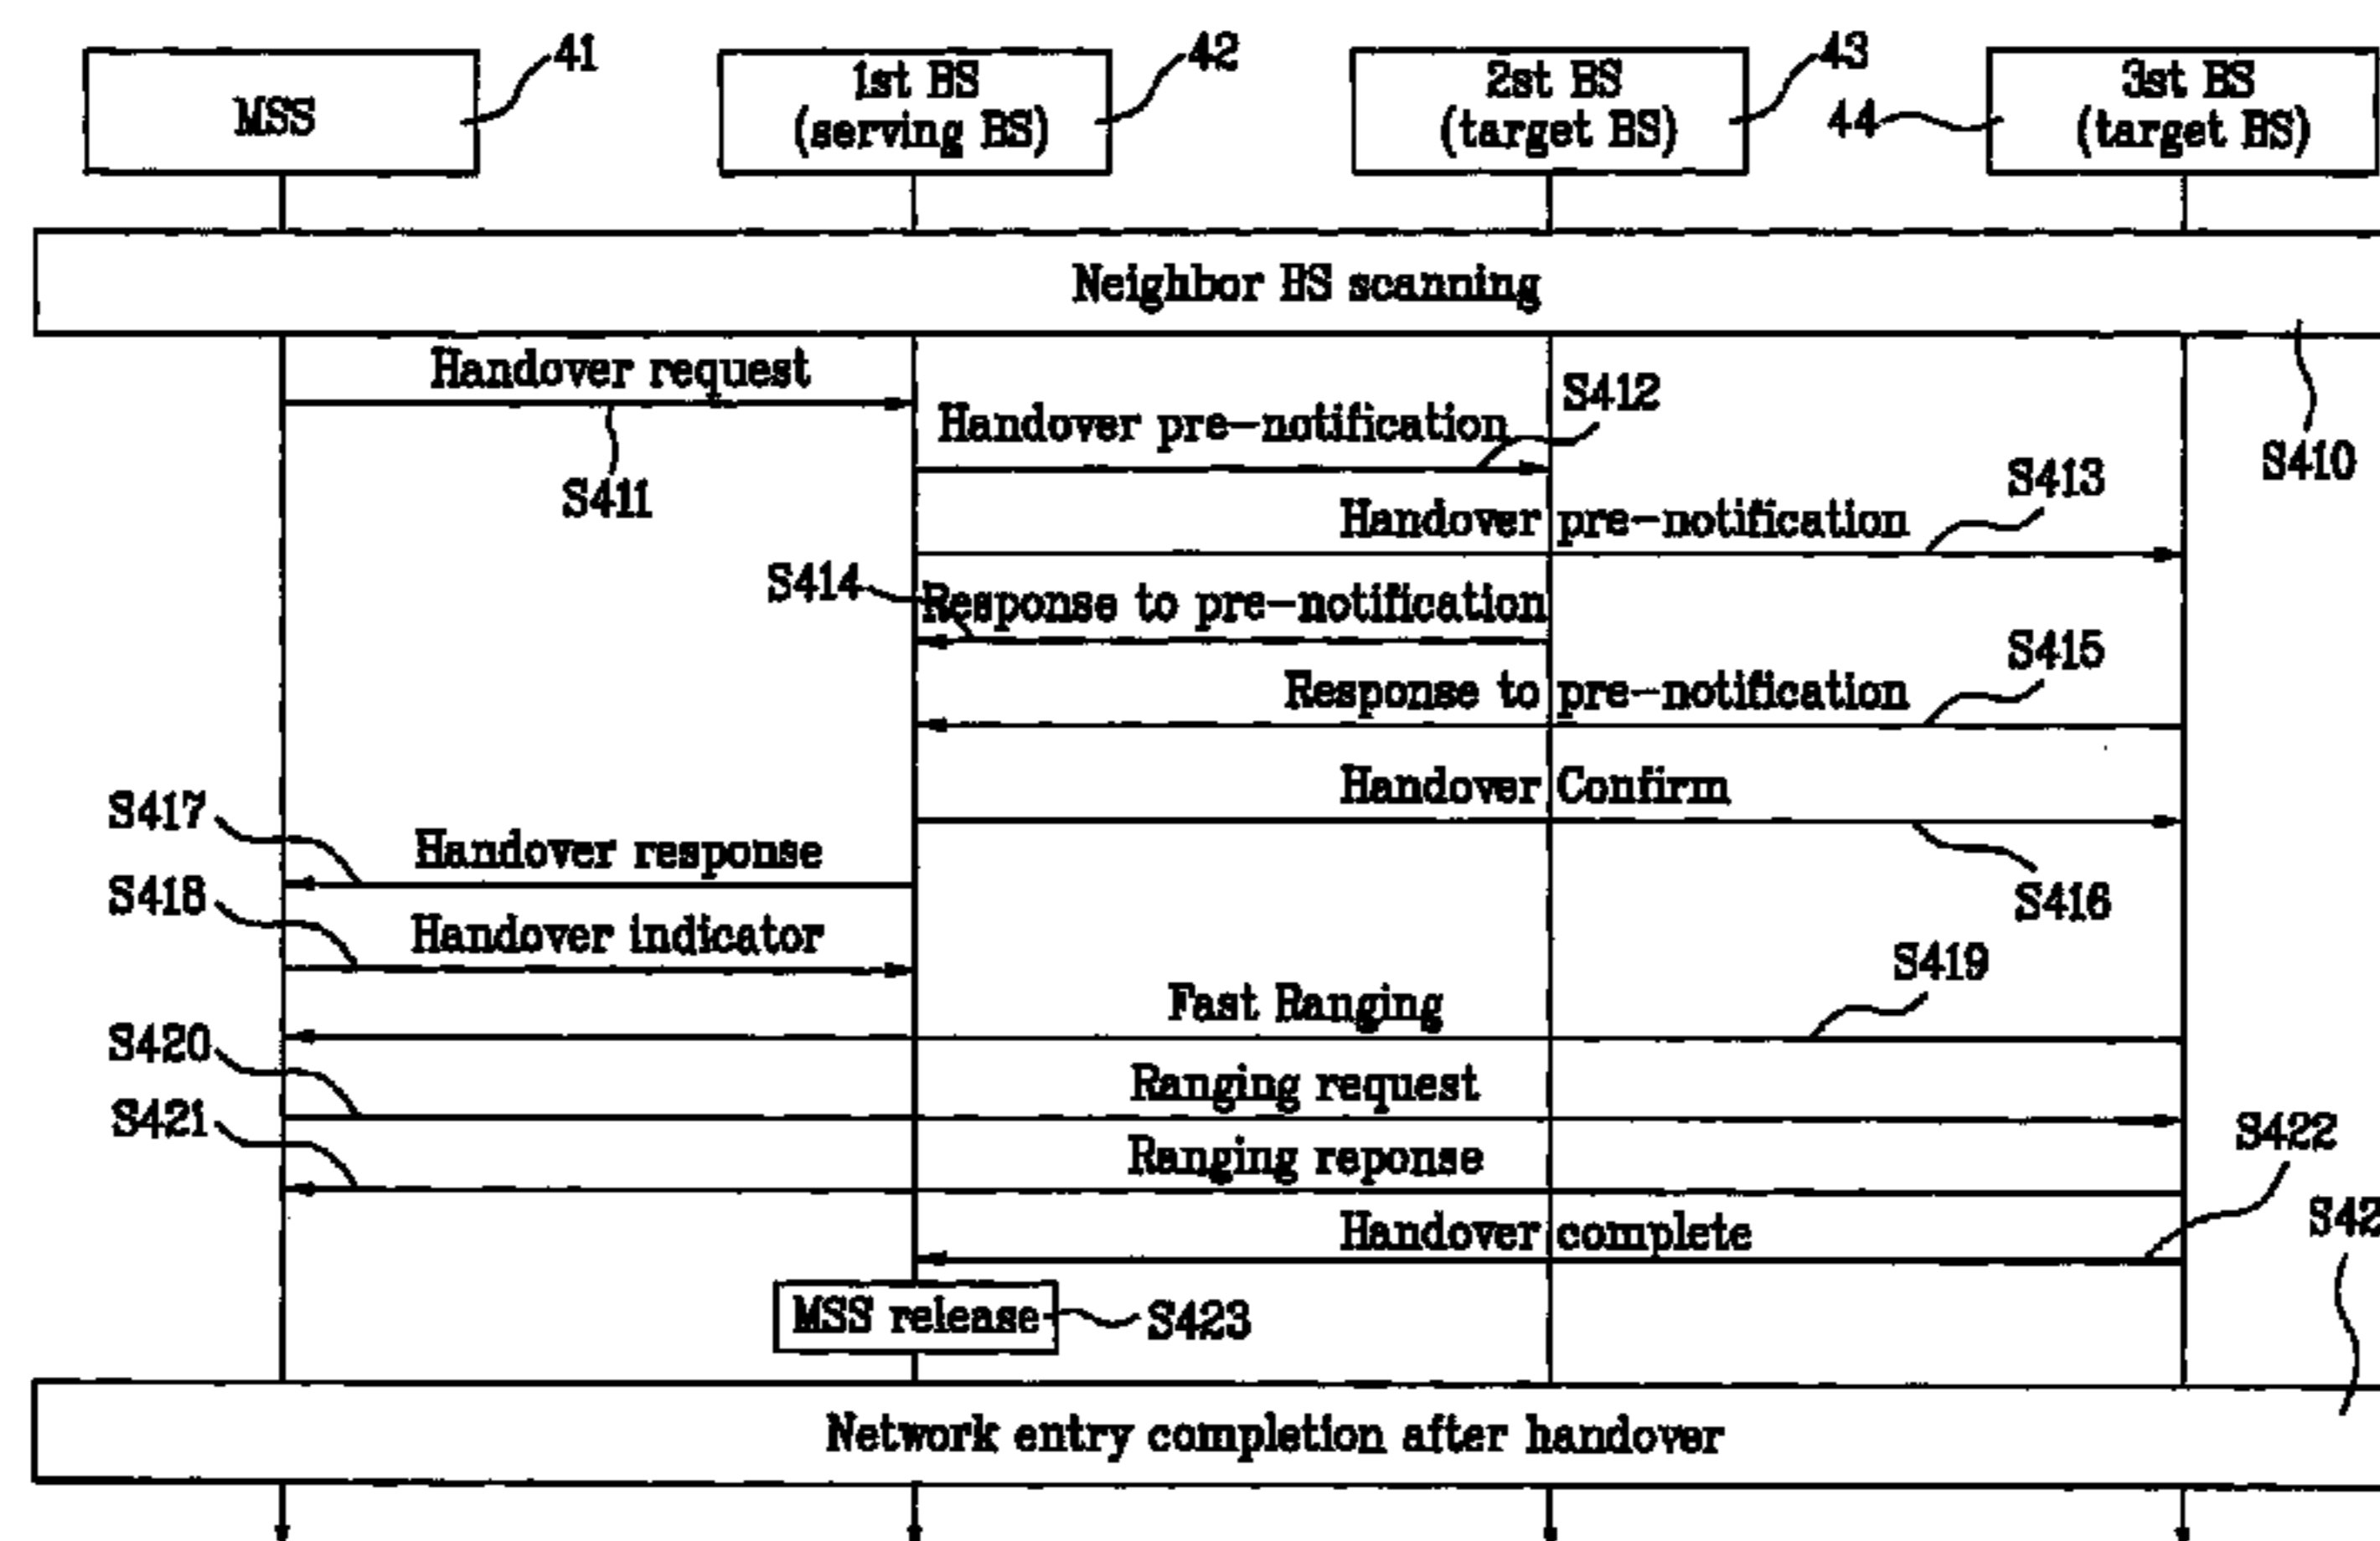 41
42
43
44
MSS
1st BS
(serving BS)
2st BS
(target BS)
3st BS
(target BS)
Neighbor BS scanning
S410
Handover request
S411
Handover pre-notification
S412
Handover pre-notification
S413
S414
Response to pre-notification
Response to pre-notification
S415
Handover Confirm
S416
S417
Handover response
S418
Handover indicator
S419
Fast Ranging
S420
Ranging request
S421
Ranging reponse
S422
Handover complete
S42
MSS release
S423
Network entry completion after handover